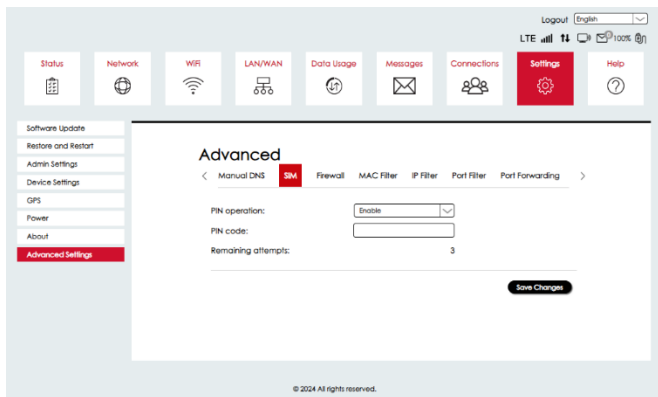 Logout English
LTE 0 100%
Status Network WiFi LAN/WAN Data Usage Messages Connections Settings Help
Software Update
Restore and Restart
Admin Settings
Device Settings
GPS
Power
About
Advanced Settings
Advanced
< Manual DNS SIM Firewall MAC Filter IP Filter Port Filter Port Forwarding >
PIN operation: Enable
PIN code:
Remaining attempts: 3
Save Changes
© 2024 All rights reserved.